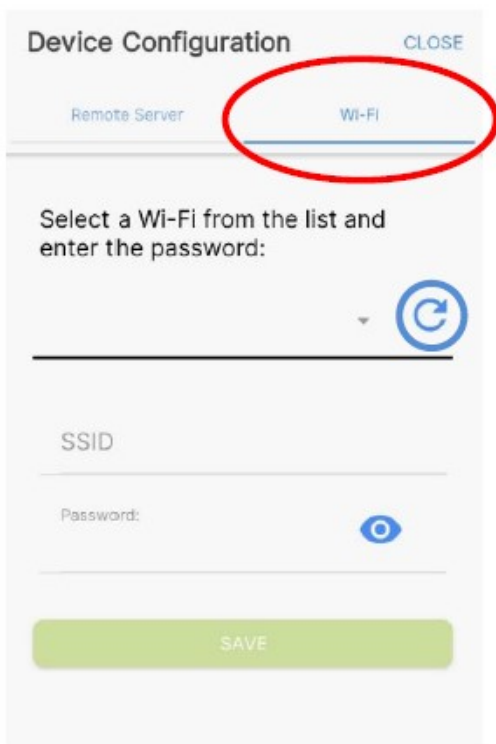 Device Configuration
CLOSE
Remote Server
Wi-Fi
Select a Wi-Fi from the list and
enter the password:
SSID
Password:
SAVE